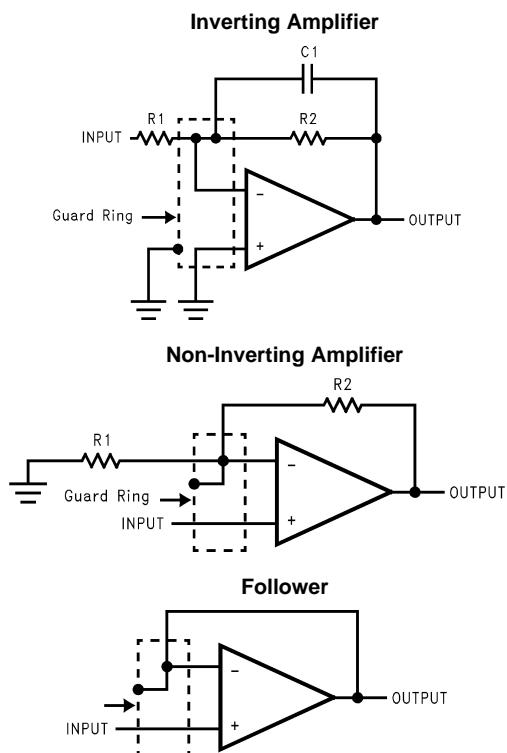 Inverting Amplifier
C1
R1
R2
INPUT
−
Guard Ring
OUTPUT
+
Non-Inverting Amplifier
R2
R1
−
Guard Ring
OUTPUT
INPUT
+
Follower
−
OUTPUT
INPUT
+